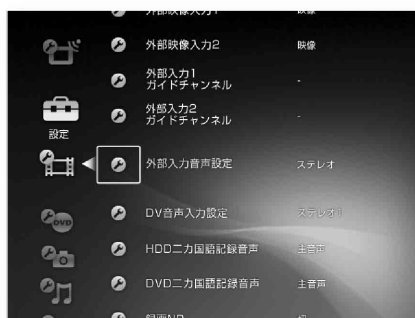 外部映像入力2 映像
外部入力1
ガイドチャンネル -
外部入力2
ガイドチャンネル -
設定
外部入力音声設定 ステレオ
DV音声入力設定 ステレオ1
HDD二カ国語記録音声 主音声
DVD二カ国語記録音声 主音声
DVD